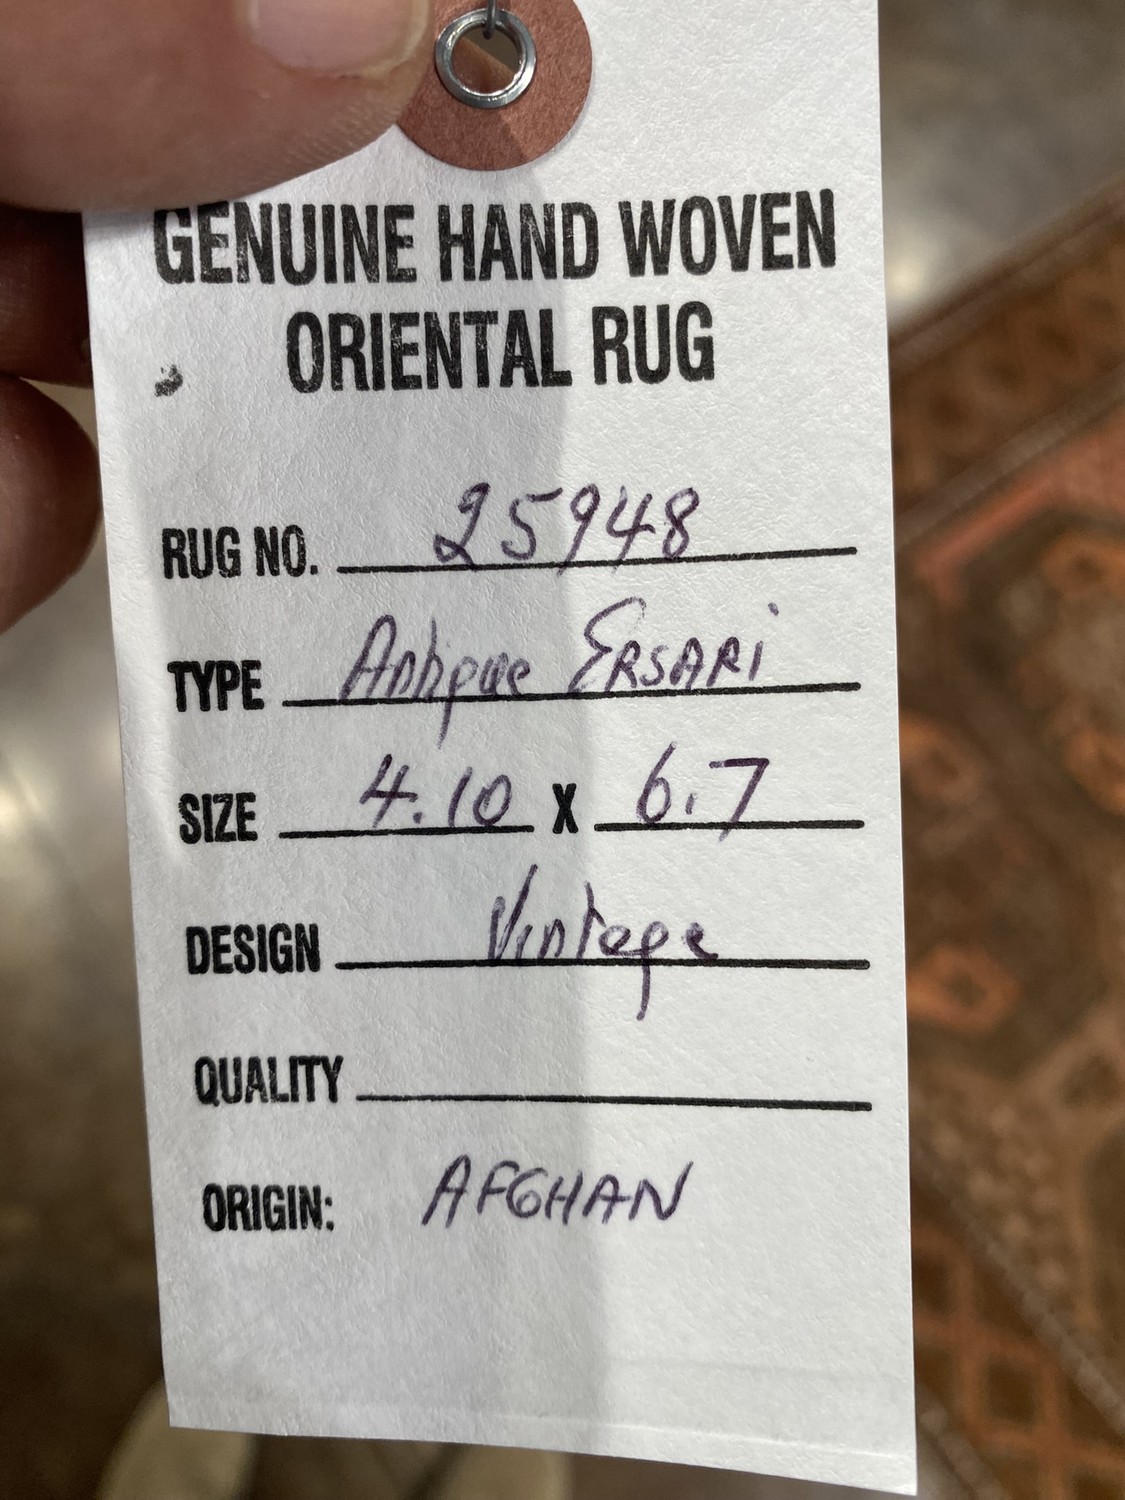 GENUINE HAND WOVEN
ORIENTAL RUG
RUG NO. 25948
TYPE Antique ERSARi
SIZE 4.10 X 6.7
DESIGN Vintage
QUALITY
ORIGIN: AFGHAN